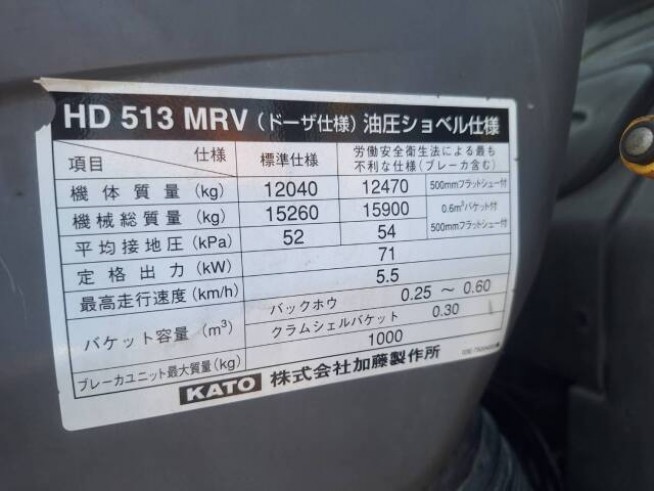 HD 513 MRV (ドーザ仕様) 油圧ショベル仕様
項目 仕様 標準仕様 労働安全衛生法による最も不利な仕様 (ブレーカ含む)
機体質量 (kg) 12040 12470 500mmフラットシュー付
機械総質量 (kg) 15260 15900 0.6m³バケット付
平均接地圧 (kPa) 52 54 500mmフラットシュー付
定格出力 (kW) 71
最高走行速度 (km/h) 5.5
バケット容量 (m³) バックホウ 0.25 ～ 0.60
クラムシェルバケット 0.30
ブレーカユニット最大質量 (kg) 1000
KATO 株式会社加藤製作所